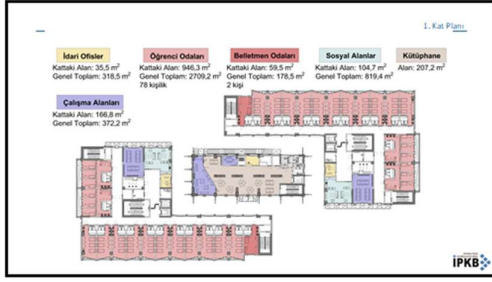 1. Kat Planı
İdari Ofisler
Kattaki Alan: 35,5 m²
Genel Toplam: 318,5 m²
Öğrenci Odaları
Kattaki Alan: 946,3 m²
Genel Toplam: 2709,2 m²
78 kişilik
Belletmen Odaları
Kattaki Alan: 59,5 m²
Genel Toplam: 178,5 m²
2 kişi
Sosyal Alanlar
Kattaki Alan: 104,7 m²
Genel Toplam: 819,4 m²
Kütüphane
Alan: 207,2 m²
Çalışma Alanları
Kattaki Alan: 166,8 m²
Genel Toplam: 372,2 m²
İPKB